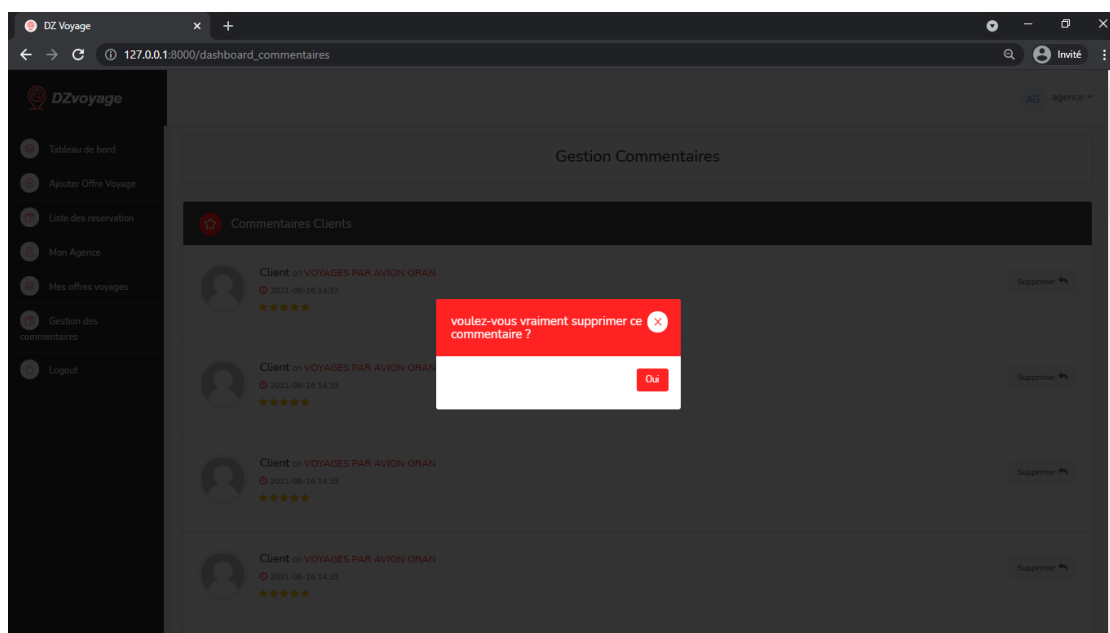 DZ Voyage
127.0.0.1:8000/dashboard_commentaires
Invité
DZvoyage
AG agence
Tableau de bord
Ajouter Offre Voyage
Liste des reservation
Mon Agence
Mes offres voyages
Gestion des
commentaires
Logout
Gestion Commentaires
Commentaires Clients
Client on VOYAGES PAR AVION ORAN
2021-06-16 14:37
Supprimer
voulez-vous vraiment supprimer ce
commentaire ?
Oui
Client on VOYAGES PAR AVION ORAN
2021-06-16 14:39
Supprimer
Client on VOYAGES PAR AVION ORAN
2021-06-16 14:39
Supprimer
Client on VOYAGES PAR AVION ORAN
2021-06-16 14:39
Supprimer